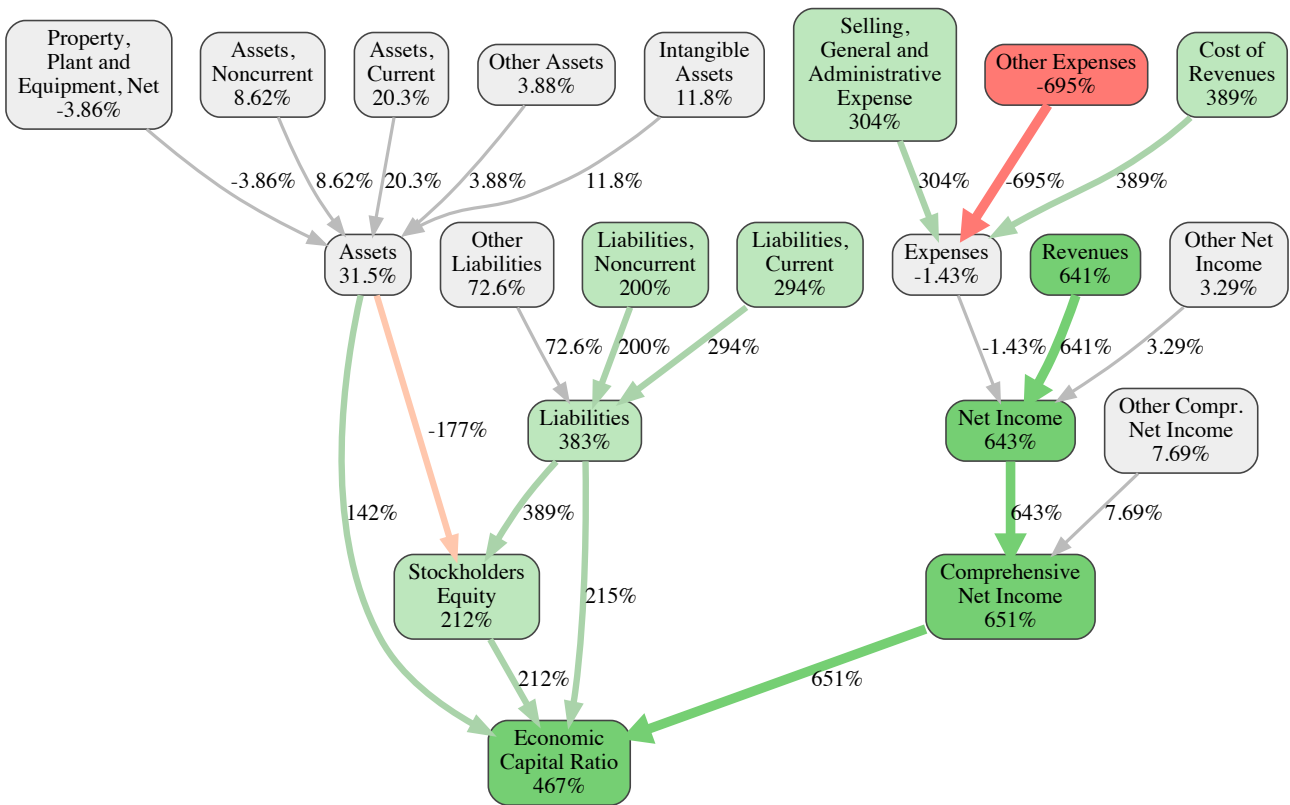 Property,
Plant and
Equipment, Net
-3.86%
Assets,
Noncurrent
8.62%
Assets,
Current
20.3%
Other Assets
3.88%
Intangible
Assets
11.8%
Selling,
General and
Administrative
Expense
304%
Other Expenses
-695%
Cost of
Revenues
389%
-3.86%
8.62%
20.3%
3.88%
11.8%
304%
-695%
389%
Assets
31.5%
Other
Liabilities
72.6%
Liabilities,
Noncurrent
200%
Liabilities,
Current
294%
Expenses
-1.43%
Revenues
641%
Other Net
Income
3.29%
72.6%
200%
294%
-1.43%
641%
3.29%
Liabilities
383%
Net Income
643%
Other Compr.
Net Income
7.69%
-177%
142%
389%
643%
7.69%
Stockholders
Equity
212%
215%
Comprehensive
Net Income
651%
212%
651%
Economic
Capital Ratio
467%